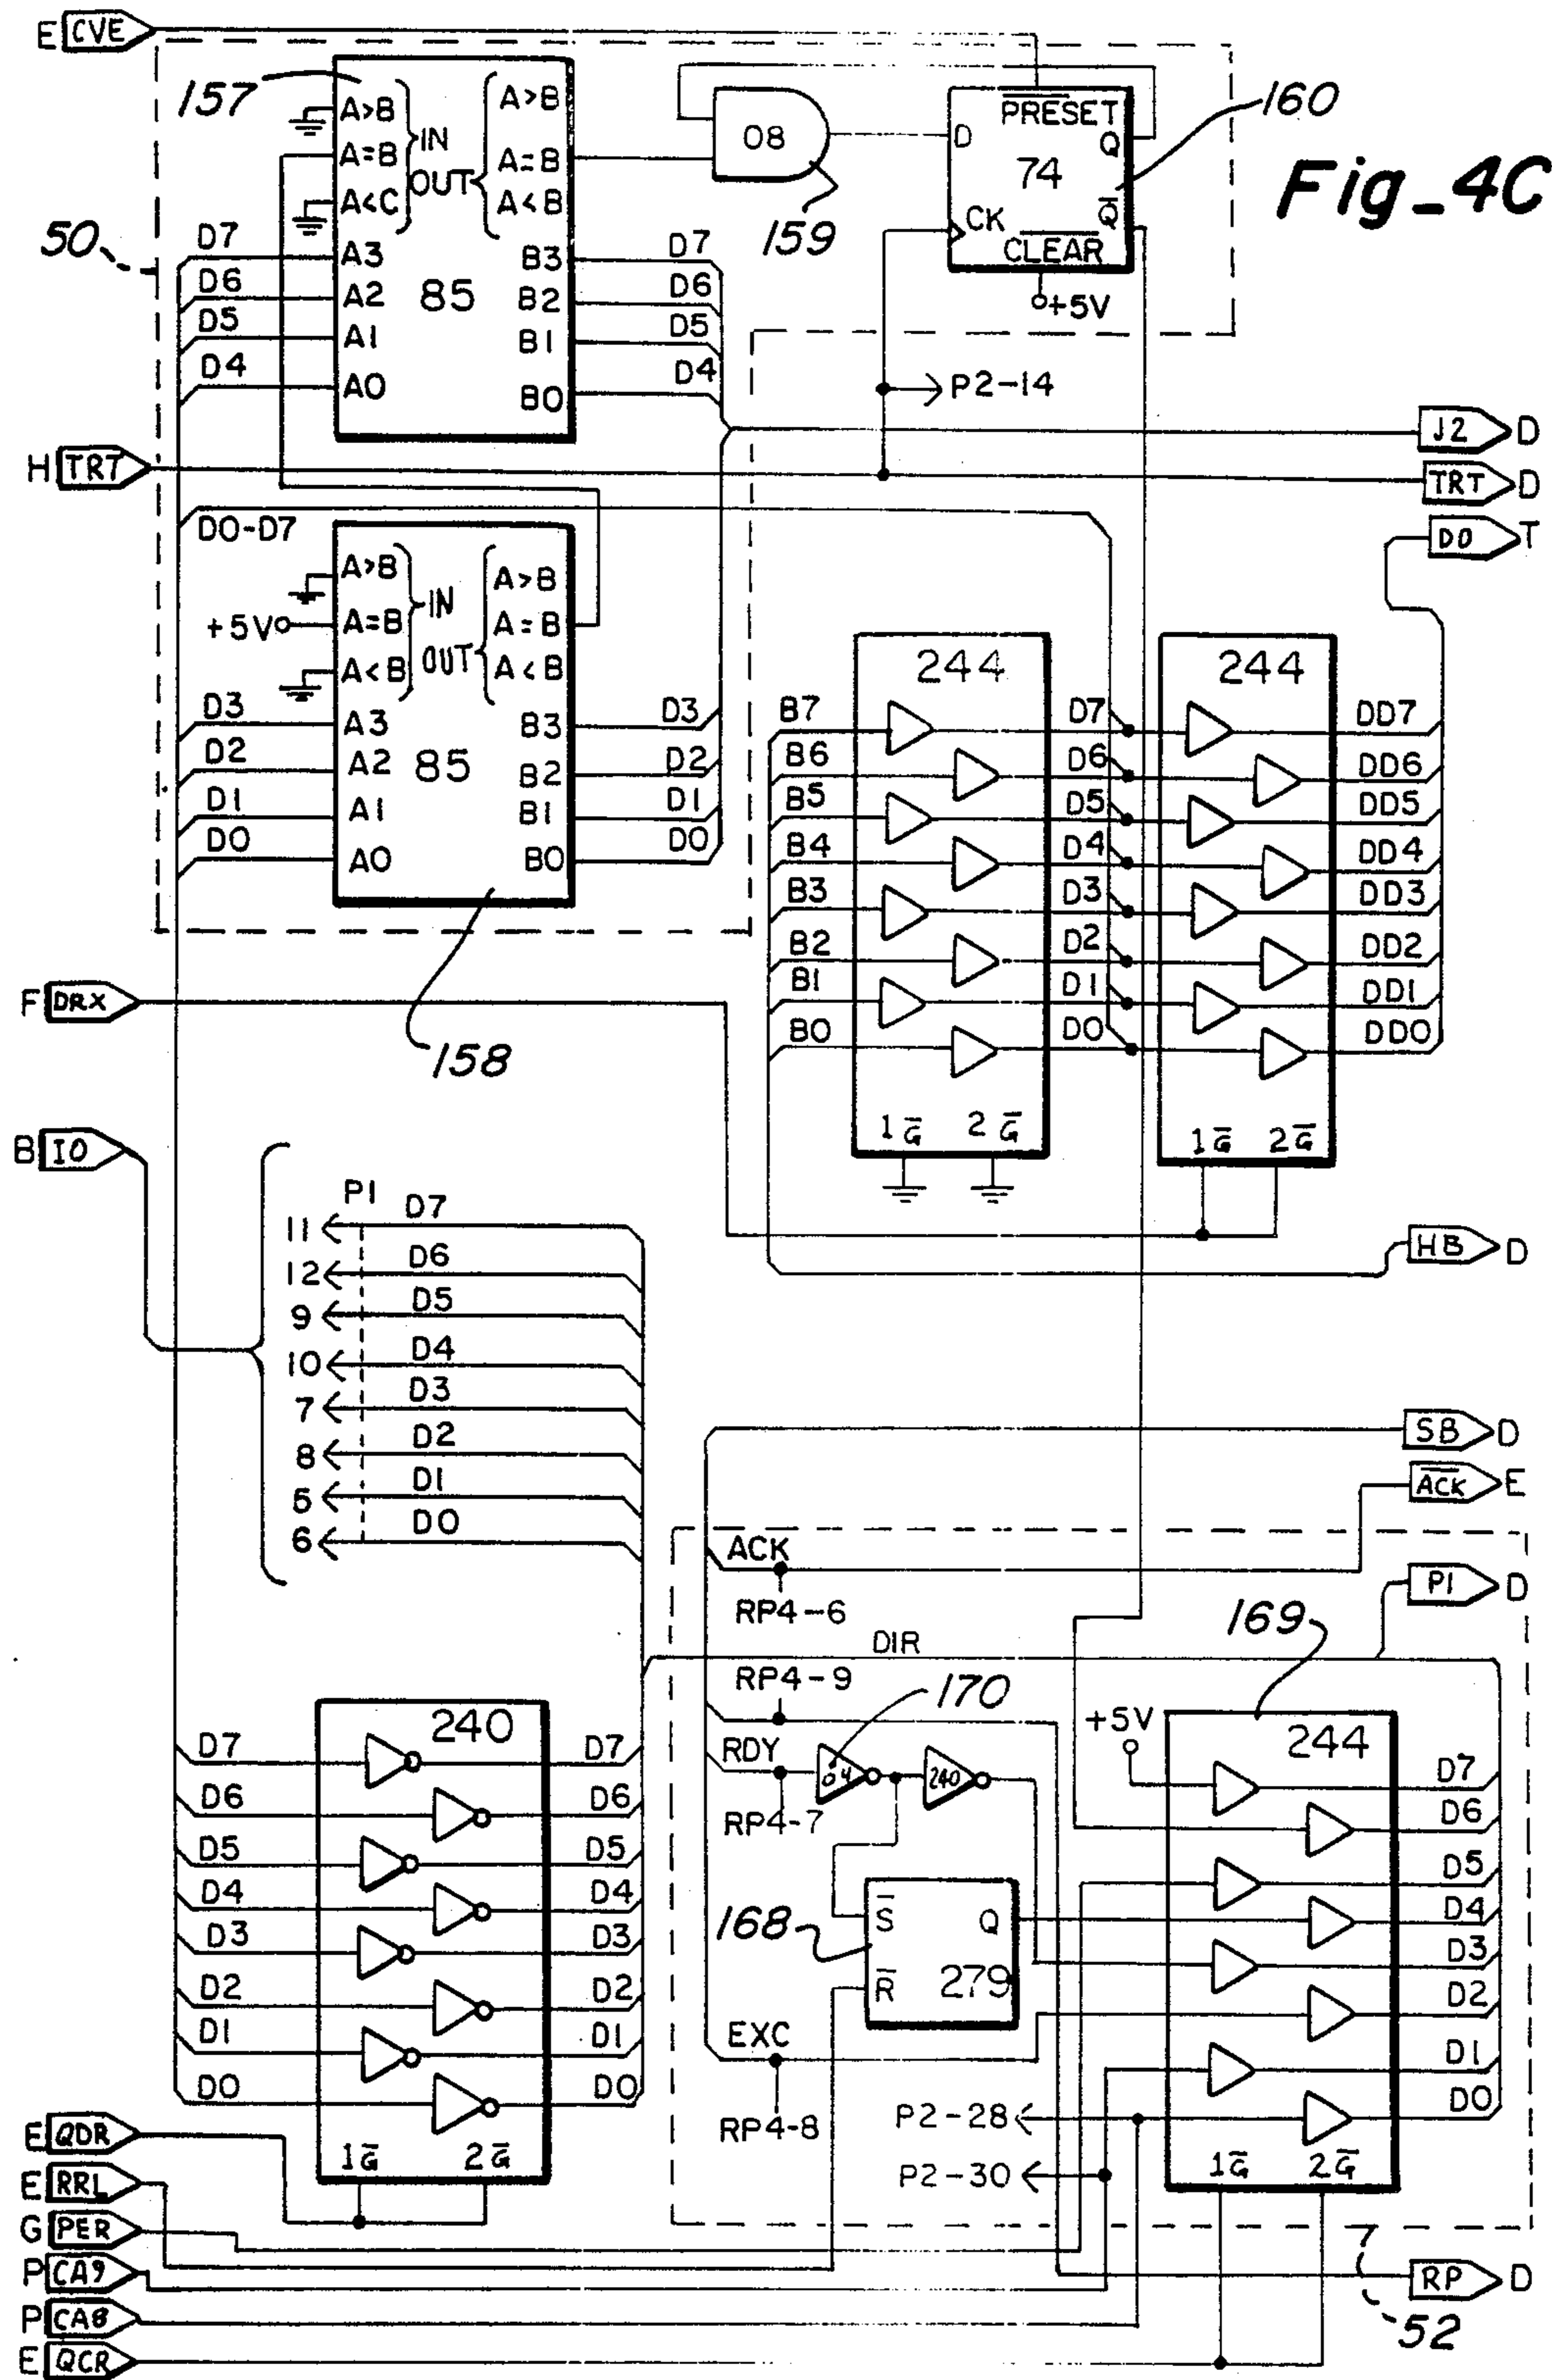 E CVE
157
A>B
A=B
A<C
IN
OUT
A>B
A=B
A<B
08
159
D
PRESET
74
Q
Q̅
CK
CLEAR
+5V
160
Fig_4C
50
D7
D6
D5
D4
A3
A2
A1
A0
85
B3
B2
B1
B0
D7
D6
D5
D4
P2-14
J2 D
H TRT
TRT D
D0-D7
D0 T
A>B
A=B
A<B
IN
OUT
A>B
A=B
A<B
+5V
D3
D2
D1
D0
A3
A2
A1
A0
85
B3
B2
B1
B0
D3
D2
D1
D0
158
244
B7
B6
B5
B4
B3
B2
B1
B0
D7
D6
D5
D4
D3
D2
D1
D0
1G̅ 2G̅
244
DD7
DD6
DD5
DD4
DD3
DD2
DD1
DD0
1G̅ 2G̅
F DRX
B IO
HB D
P1
11 D7
12 D6
9 D5
10 D4
7 D3
8 D2
5 D1
6 D0
SB D
A̅C̅K̅ E
ACK
RP4-6
P1 D
DIR
RP4-9
170
169
RDY
04
240
RP4-7
+5V
244
168
S̅ Q
R̅ 279
EXC
RP4-8
P2-28
P2-30
D7
D6
D5
D4
D3
D2
D1
D0
1G̅ 2G̅
240
D7 D7
D6 D6
D5 D5
D4 D4
D3 D3
D2 D2
D1 D1
D0 D0
1G̅ 2G̅
E QDR
E RRL
G PER
P CA9
P CA8
E QCR
RP D
52